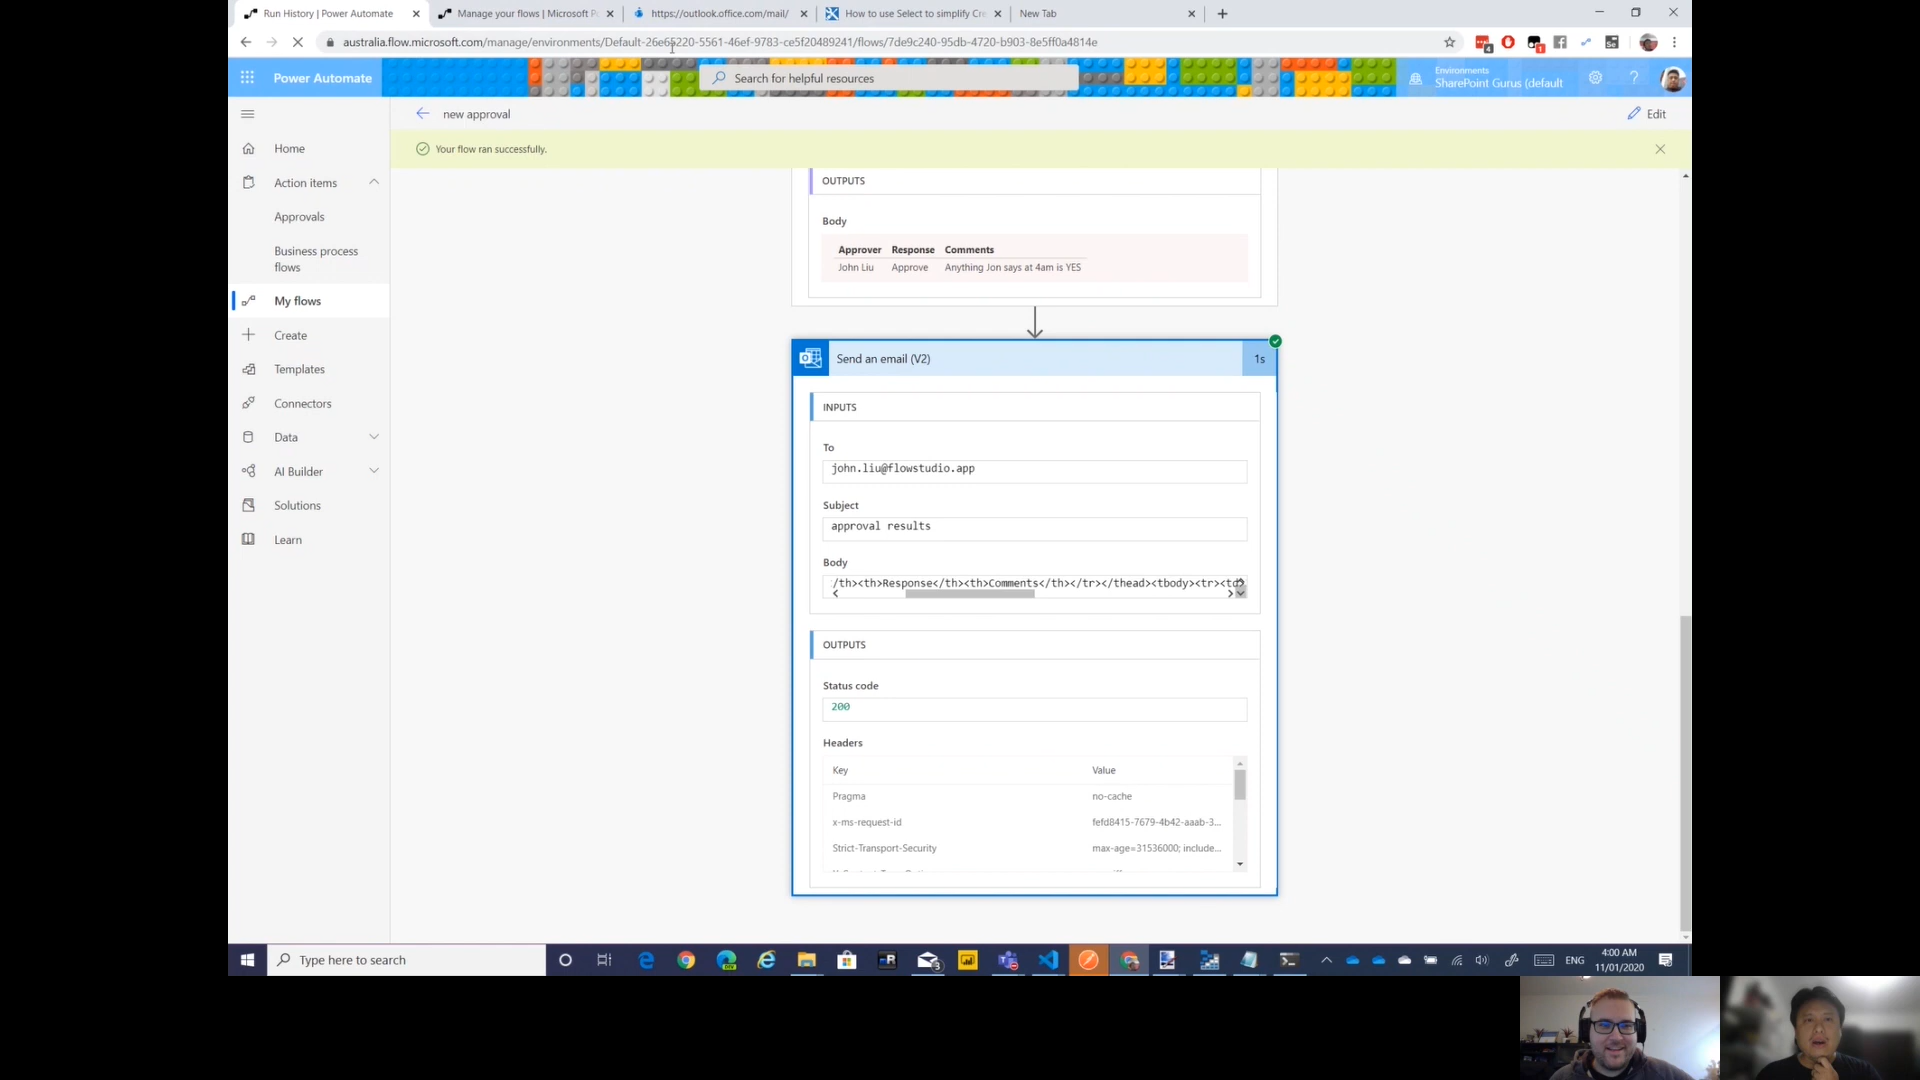 Run History | Power Automate
Manage your flows | Microsoft P
https://outlook.office.com/mail/
How to use Select to simplify Cre
New Tab
australia.flow.microsoft.com/manage/environments/Default-26e65220-5561-46ef-9783-ce5f20489241/flows/7de9c240-95db-4720-b903-8e5ff0a4814e
Power Automate
Search for helpful resources
Environments
SharePoint Gurus (default
new approval
Edit
Your flow ran successfully.
Home
Action items
Approvals
Business process
flows
My flows
Create
Templates
Connectors
Data
AI Builder
Solutions
Learn
OUTPUTS
Body
Approver Response Comments
John Liu Approve Anything Jon says at 4am is YES
Send an email (V2)
1s
INPUTS
To
john.liu@flowstudio.app
Subject
approval results
Body
/th><th>Response</th><th>Comments</th></tr></thead><tbody><tr><td>
OUTPUTS
Status code
200
Headers
Key Value
Pragma no-cache
x-ms-request-id fefd8415-7679-4b42-aaab-3...
Strict-Transport-Security max-age=31536000; include...
Type here to search
ENG
4:00 AM
11/01/2020